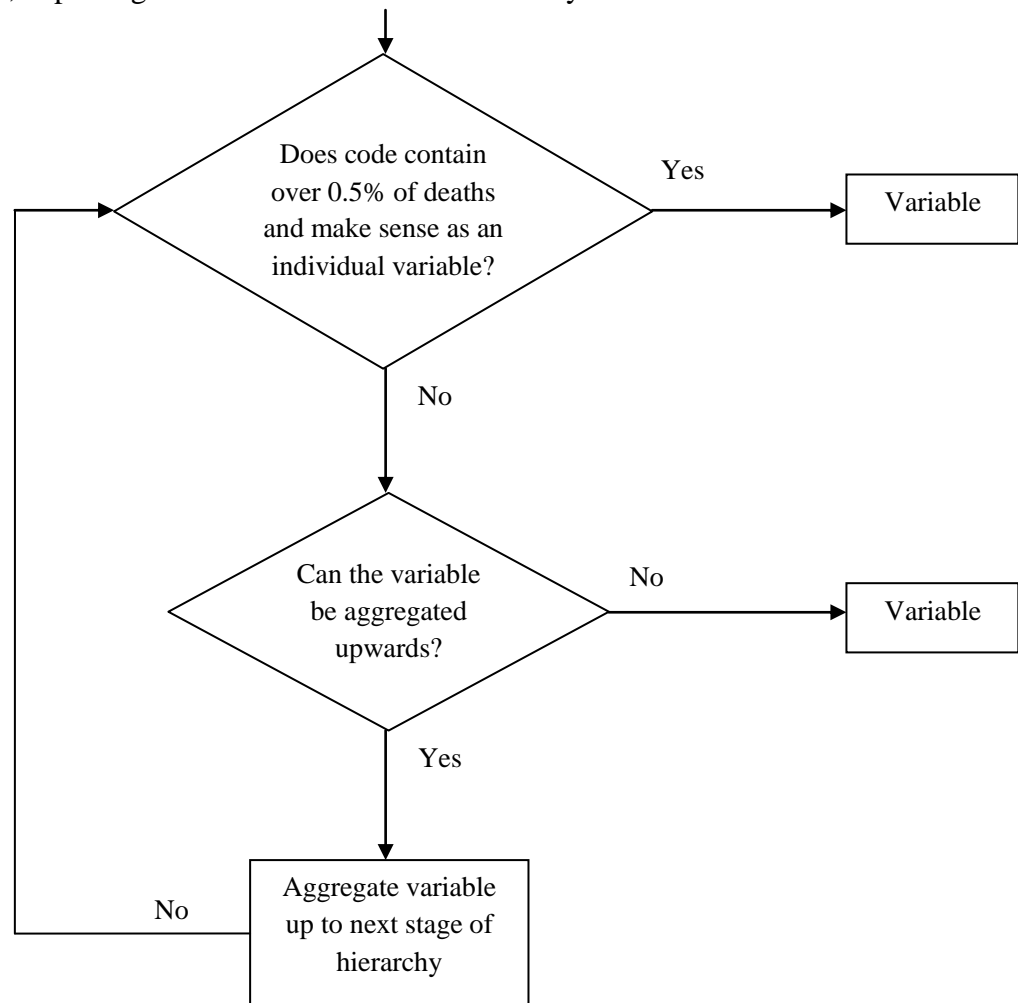 Does code contain
over 0.5% of deaths
and make sense as an
individual variable?
Yes
Variable
No
Can the variable
be aggregated
upwards?
No
Variable
Yes
Aggregate variable
up to next stage of
hierarchy
No